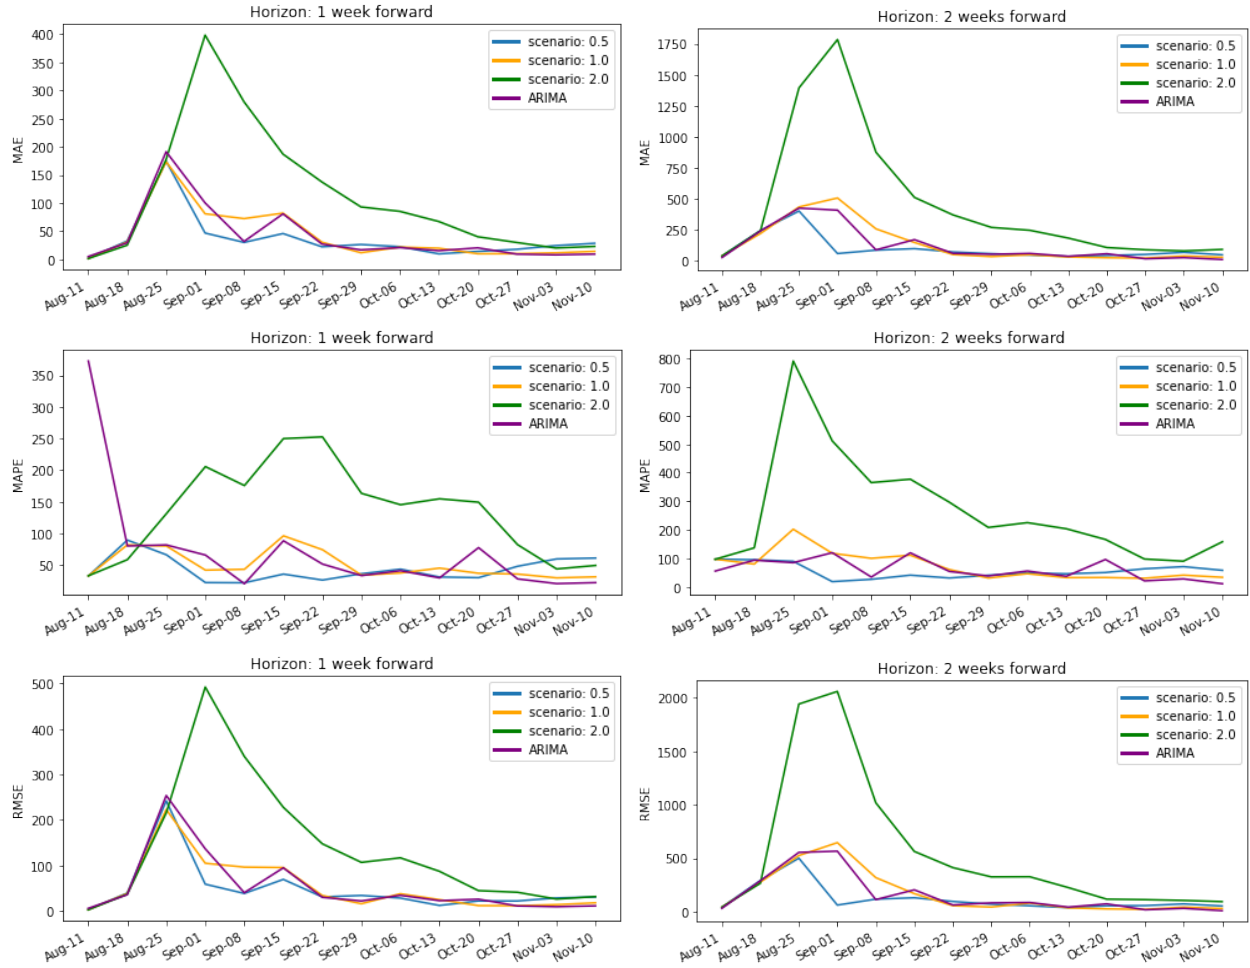 Horizon: 1 week forward
MAE
400
350
300
250
200
150
100
50
0
scenario: 0.5
scenario: 1.0
scenario: 2.0
ARIMA
Aug-11 Aug-18 Aug-25 Sep-01 Sep-08 Sep-15 Sep-22 Sep-29 Oct-06 Oct-13 Oct-20 Oct-27 Nov-03 Nov-10
Horizon: 2 weeks forward
MAE
1750
1500
1250
1000
750
500
250
0
scenario: 0.5
scenario: 1.0
scenario: 2.0
ARIMA
Aug-11 Aug-18 Aug-25 Sep-01 Sep-08 Sep-15 Sep-22 Sep-29 Oct-06 Oct-13 Oct-20 Oct-27 Nov-03 Nov-10
Horizon: 1 week forward
MAPE
350
300
250
200
150
100
50
scenario: 0.5
scenario: 1.0
scenario: 2.0
ARIMA
Aug-11 Aug-18 Aug-25 Sep-01 Sep-08 Sep-15 Sep-22 Sep-29 Oct-06 Oct-13 Oct-20 Oct-27 Nov-03 Nov-10
Horizon: 2 weeks forward
MAPE
800
700
600
500
400
300
200
100
0
scenario: 0.5
scenario: 1.0
scenario: 2.0
ARIMA
Aug-11 Aug-18 Aug-25 Sep-01 Sep-08 Sep-15 Sep-22 Sep-29 Oct-06 Oct-13 Oct-20 Oct-27 Nov-03 Nov-10
Horizon: 1 week forward
RMSE
500
400
300
200
100
0
scenario: 0.5
scenario: 1.0
scenario: 2.0
ARIMA
Aug-11 Aug-18 Aug-25 Sep-01 Sep-08 Sep-15 Sep-22 Sep-29 Oct-06 Oct-13 Oct-20 Oct-27 Nov-03 Nov-10
Horizon: 2 weeks forward
RMSE
2000
1500
1000
500
0
scenario: 0.5
scenario: 1.0
scenario: 2.0
ARIMA
Aug-11 Aug-18 Aug-25 Sep-01 Sep-08 Sep-15 Sep-22 Sep-29 Oct-06 Oct-13 Oct-20 Oct-27 Nov-03 Nov-10